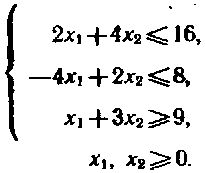 2x₁+4x₂⩽16,
−4x₁+2x₂⩽8,
x₁+3x₂⩾9,
x₁, x₂⩾0.